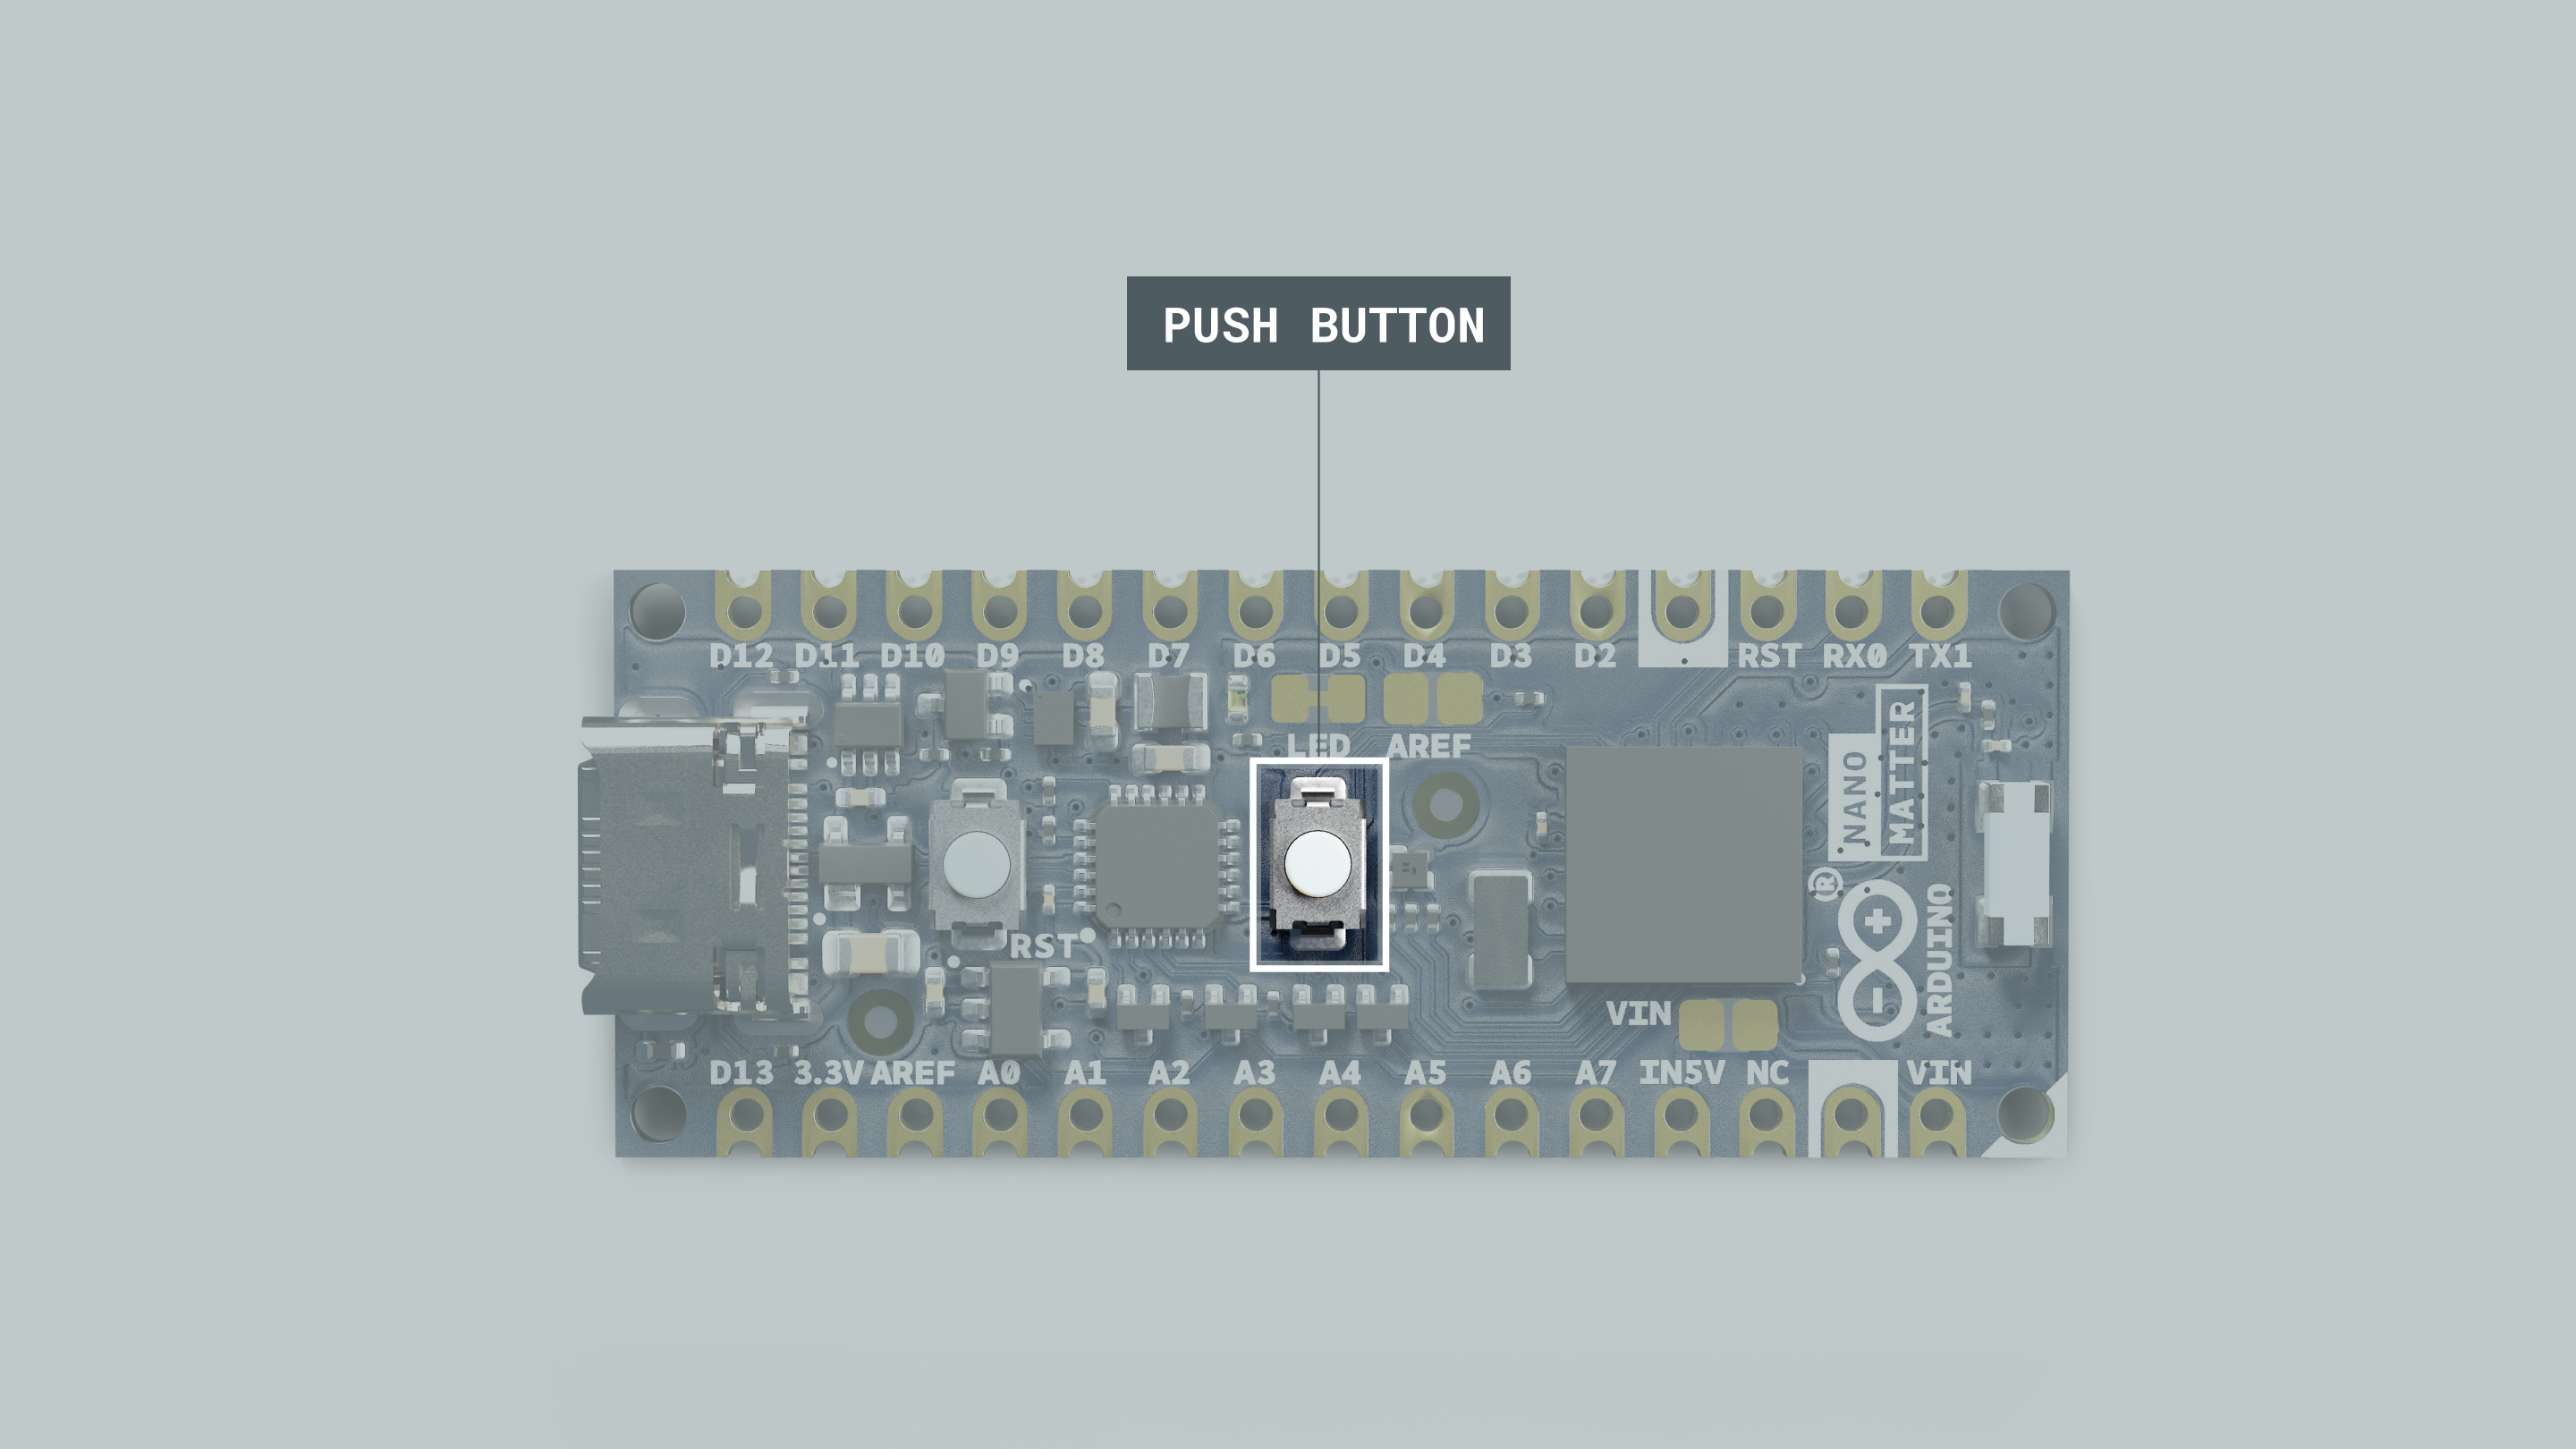 PUSH BUTTON
D12 D11 D10 D9 D8 D7 D6 D5 D4 D3 D2 RST RX0 TX1
LED AREF
NANO
MATTER
®
ARDUINO
RST
VIN
D13 3.3V AREF A0 A1 A2 A3 A4 A5 A6 A7 IN5V NC VIN